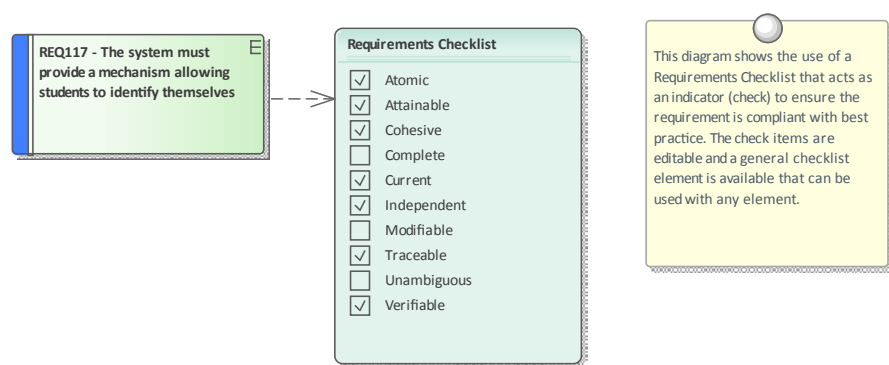 REQ117 - The system must
provide a mechanism allowing
students to identify themselves
Requirements Checklist
Atomic
Attainable
Cohesive
Complete
Current
Independent
Modifiable
Traceable
Unambiguous
Verifiable
This diagram shows the use of a
Requirements Checklist that acts as
an indicator (check) to ensure the
requirement is compliant with best
practice. The check items are
editable and a general checklist
element is available that can be
used with any element.